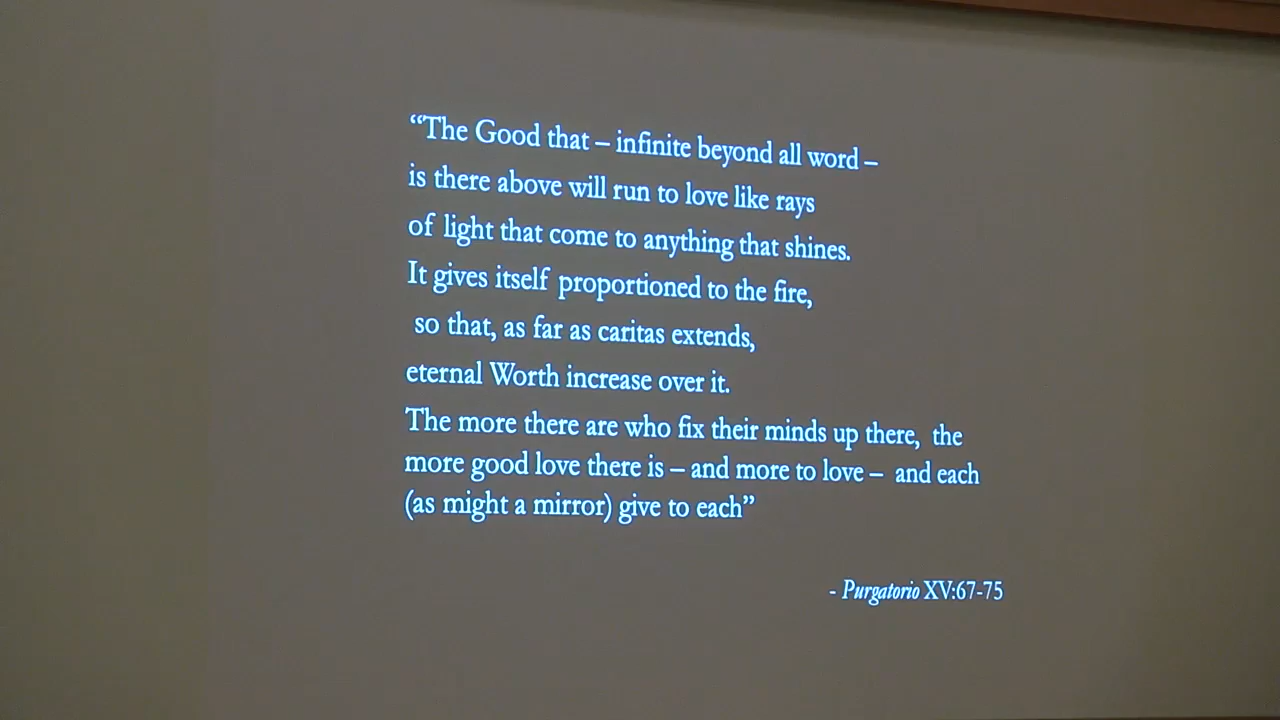 “The Good that – infinite beyond all word –
is there above will run to love like rays
of light that come to anything that shines.
It gives itself proportioned to the fire,
so that, as far as caritas extends,
eternal Worth increase over it.
The more there are who fix their minds up there, the
more good love there is – and more to love – and each
(as might a mirror) give to each”
- Purgatorio XV:67-75